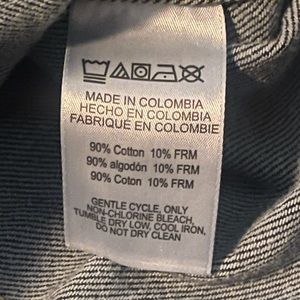 MADE IN COLOMBIA
HECHO EN COLOMBIA
FABRIQUÉ EN COLOMBIE
90% Cotton 10% FRM
90% algodón 10% FRM
90% Coton 10% FRM
GENTLE CYCLE, ONLY
NON-CHLORINE BLEACH,
TUMBLE DRY LOW, COOL IRON,
DO NOT DRY CLEAN